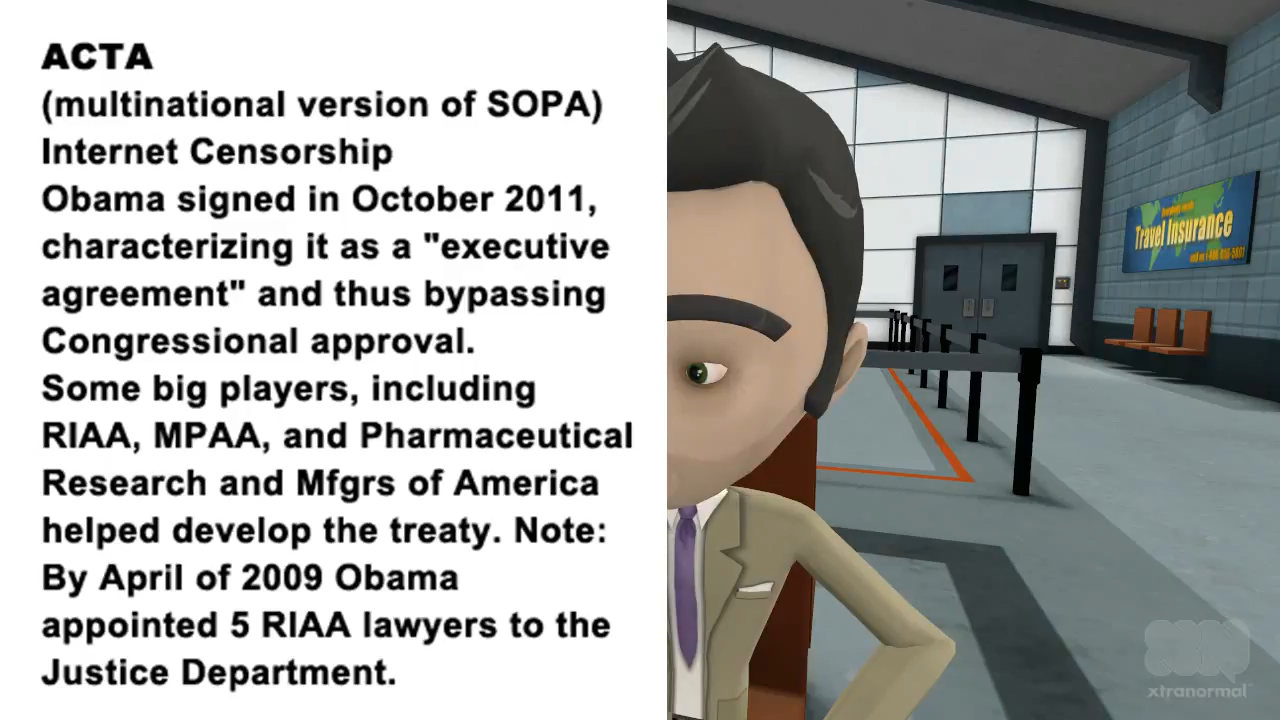 ACTA
(multinational version of SOPA)
Internet Censorship
Obama signed in October 2011,
characterizing it as a "executive
agreement" and thus bypassing
Congressional approval.
Some big players, including
RIAA, MPAA, and Pharmaceutical
Research and Mfgrs of America
helped develop the treaty. Note:
By April of 2009 Obama
appointed 5 RIAA lawyers to the
Justice Department.
Travel Insurance
xtranormal